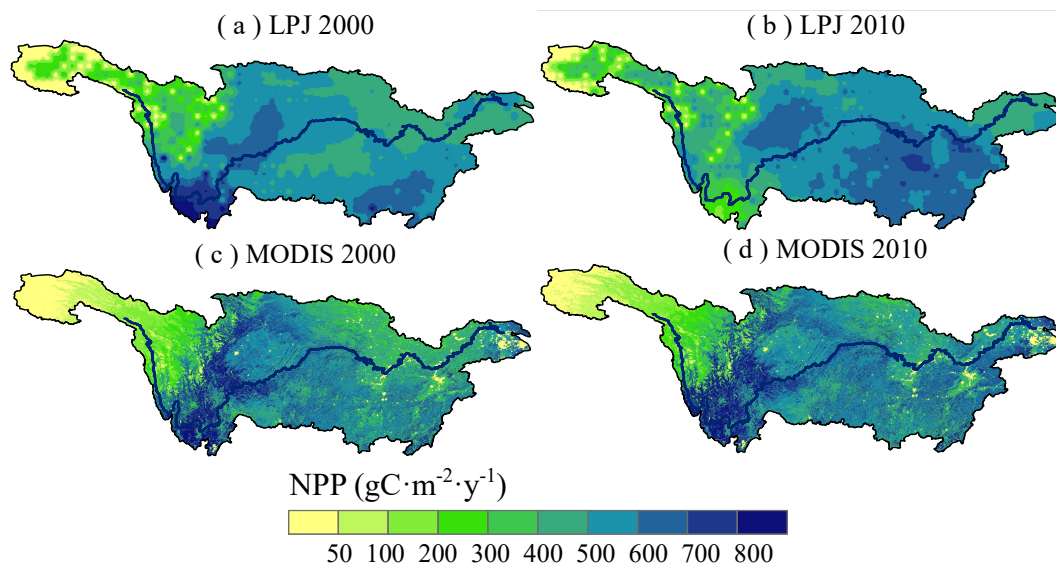 ( a ) LPJ 2000
( b ) LPJ 2010
( c ) MODIS 2000
( d ) MODIS 2010
NPP (gC·m⁻²·y⁻¹)
50 100 200 300 400 500 600 700 800